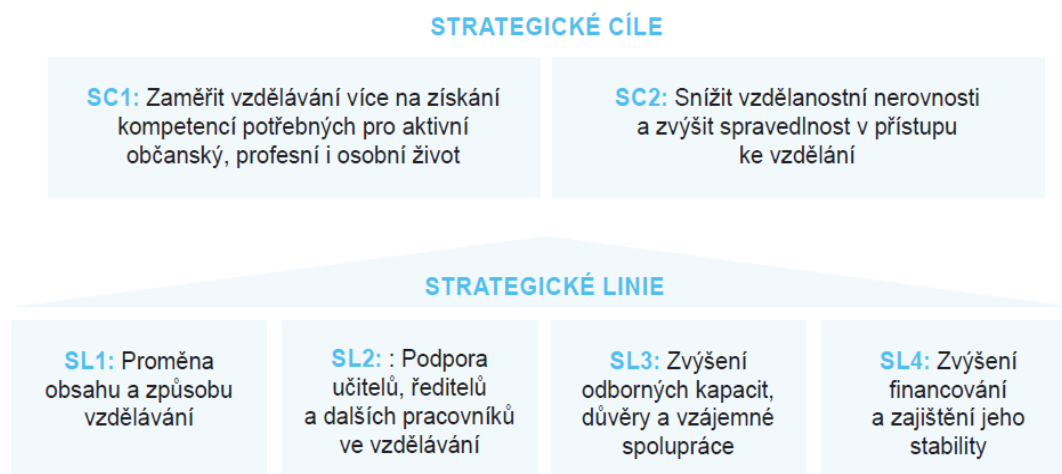 STRATEGICKÉ CÍLE
SC1: Zaměřit vzdělávání více na získání
kompetencí potřebných pro aktivní
občanský, profesní i osobní život
SC2: Snížit vzdělanostní nerovnosti
a zvýšit spravedlnost v přístupu
ke vzdělání
STRATEGICKÉ LINIE
SL1: Proměna
obsahu a způsobu
vzdělávání
SL2: : Podpora
učitelů, ředitelů
a dalších pracovníků
ve vzdělávání
SL3: Zvýšení
odborných kapacit,
důvěry a vzájemné
spolupráce
SL4: Zvýšení
financování
a zajištění jeho
stability